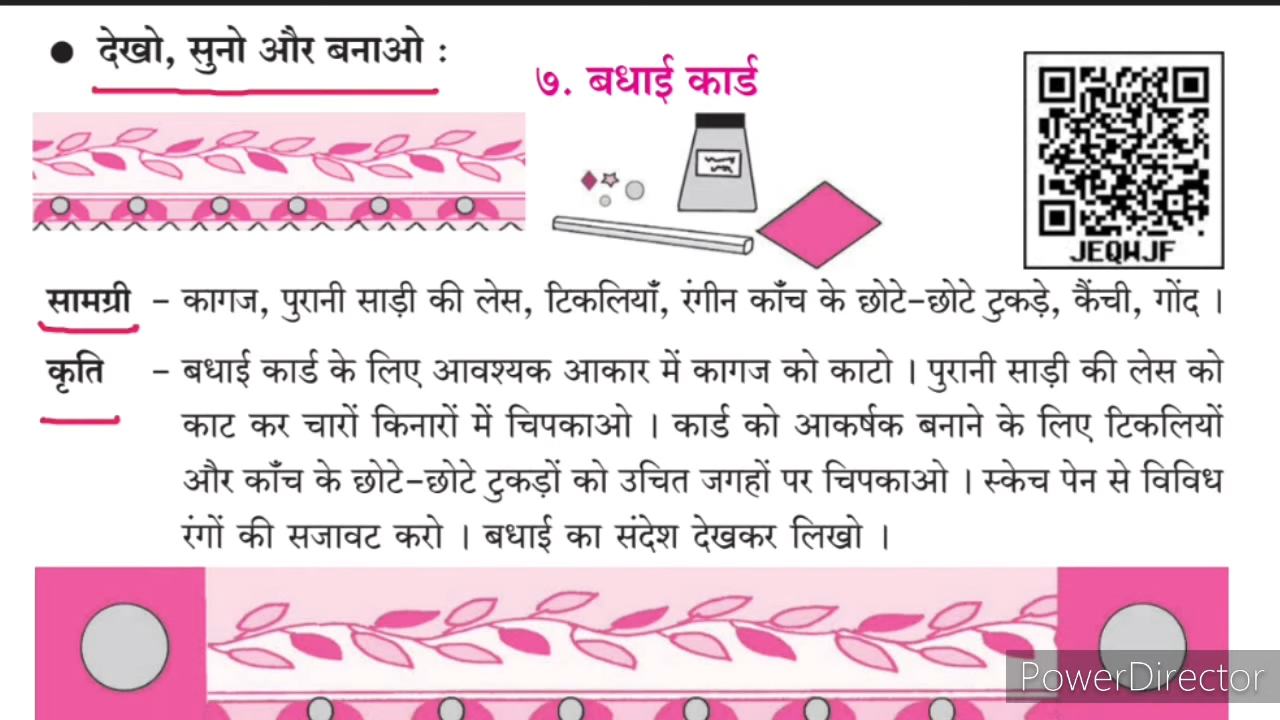 ● देखो, सुनो और बनाओ :
७. बधाई कार्ड
JEQWJF
सामग्री – कागज, पुरानी साड़ी की लेस, टिकलियाँ, रंगीन काँच के छोटे-छोटे टुकड़े, कैंची, गोंद ।
कृति – बधाई कार्ड के लिए आवश्यक आकार में कागज को काटो । पुरानी साड़ी की लेस को
काट कर चारों किनारों में चिपकाओ । कार्ड को आकर्षक बनाने के लिए टिकलियों
और काँच के छोटे-छोटे टुकड़ों को उचित जगहों पर चिपकाओ । स्केच पेन से विविध
रंगों की सजावट करो । बधाई का संदेश देखकर लिखो ।
PowerDirector